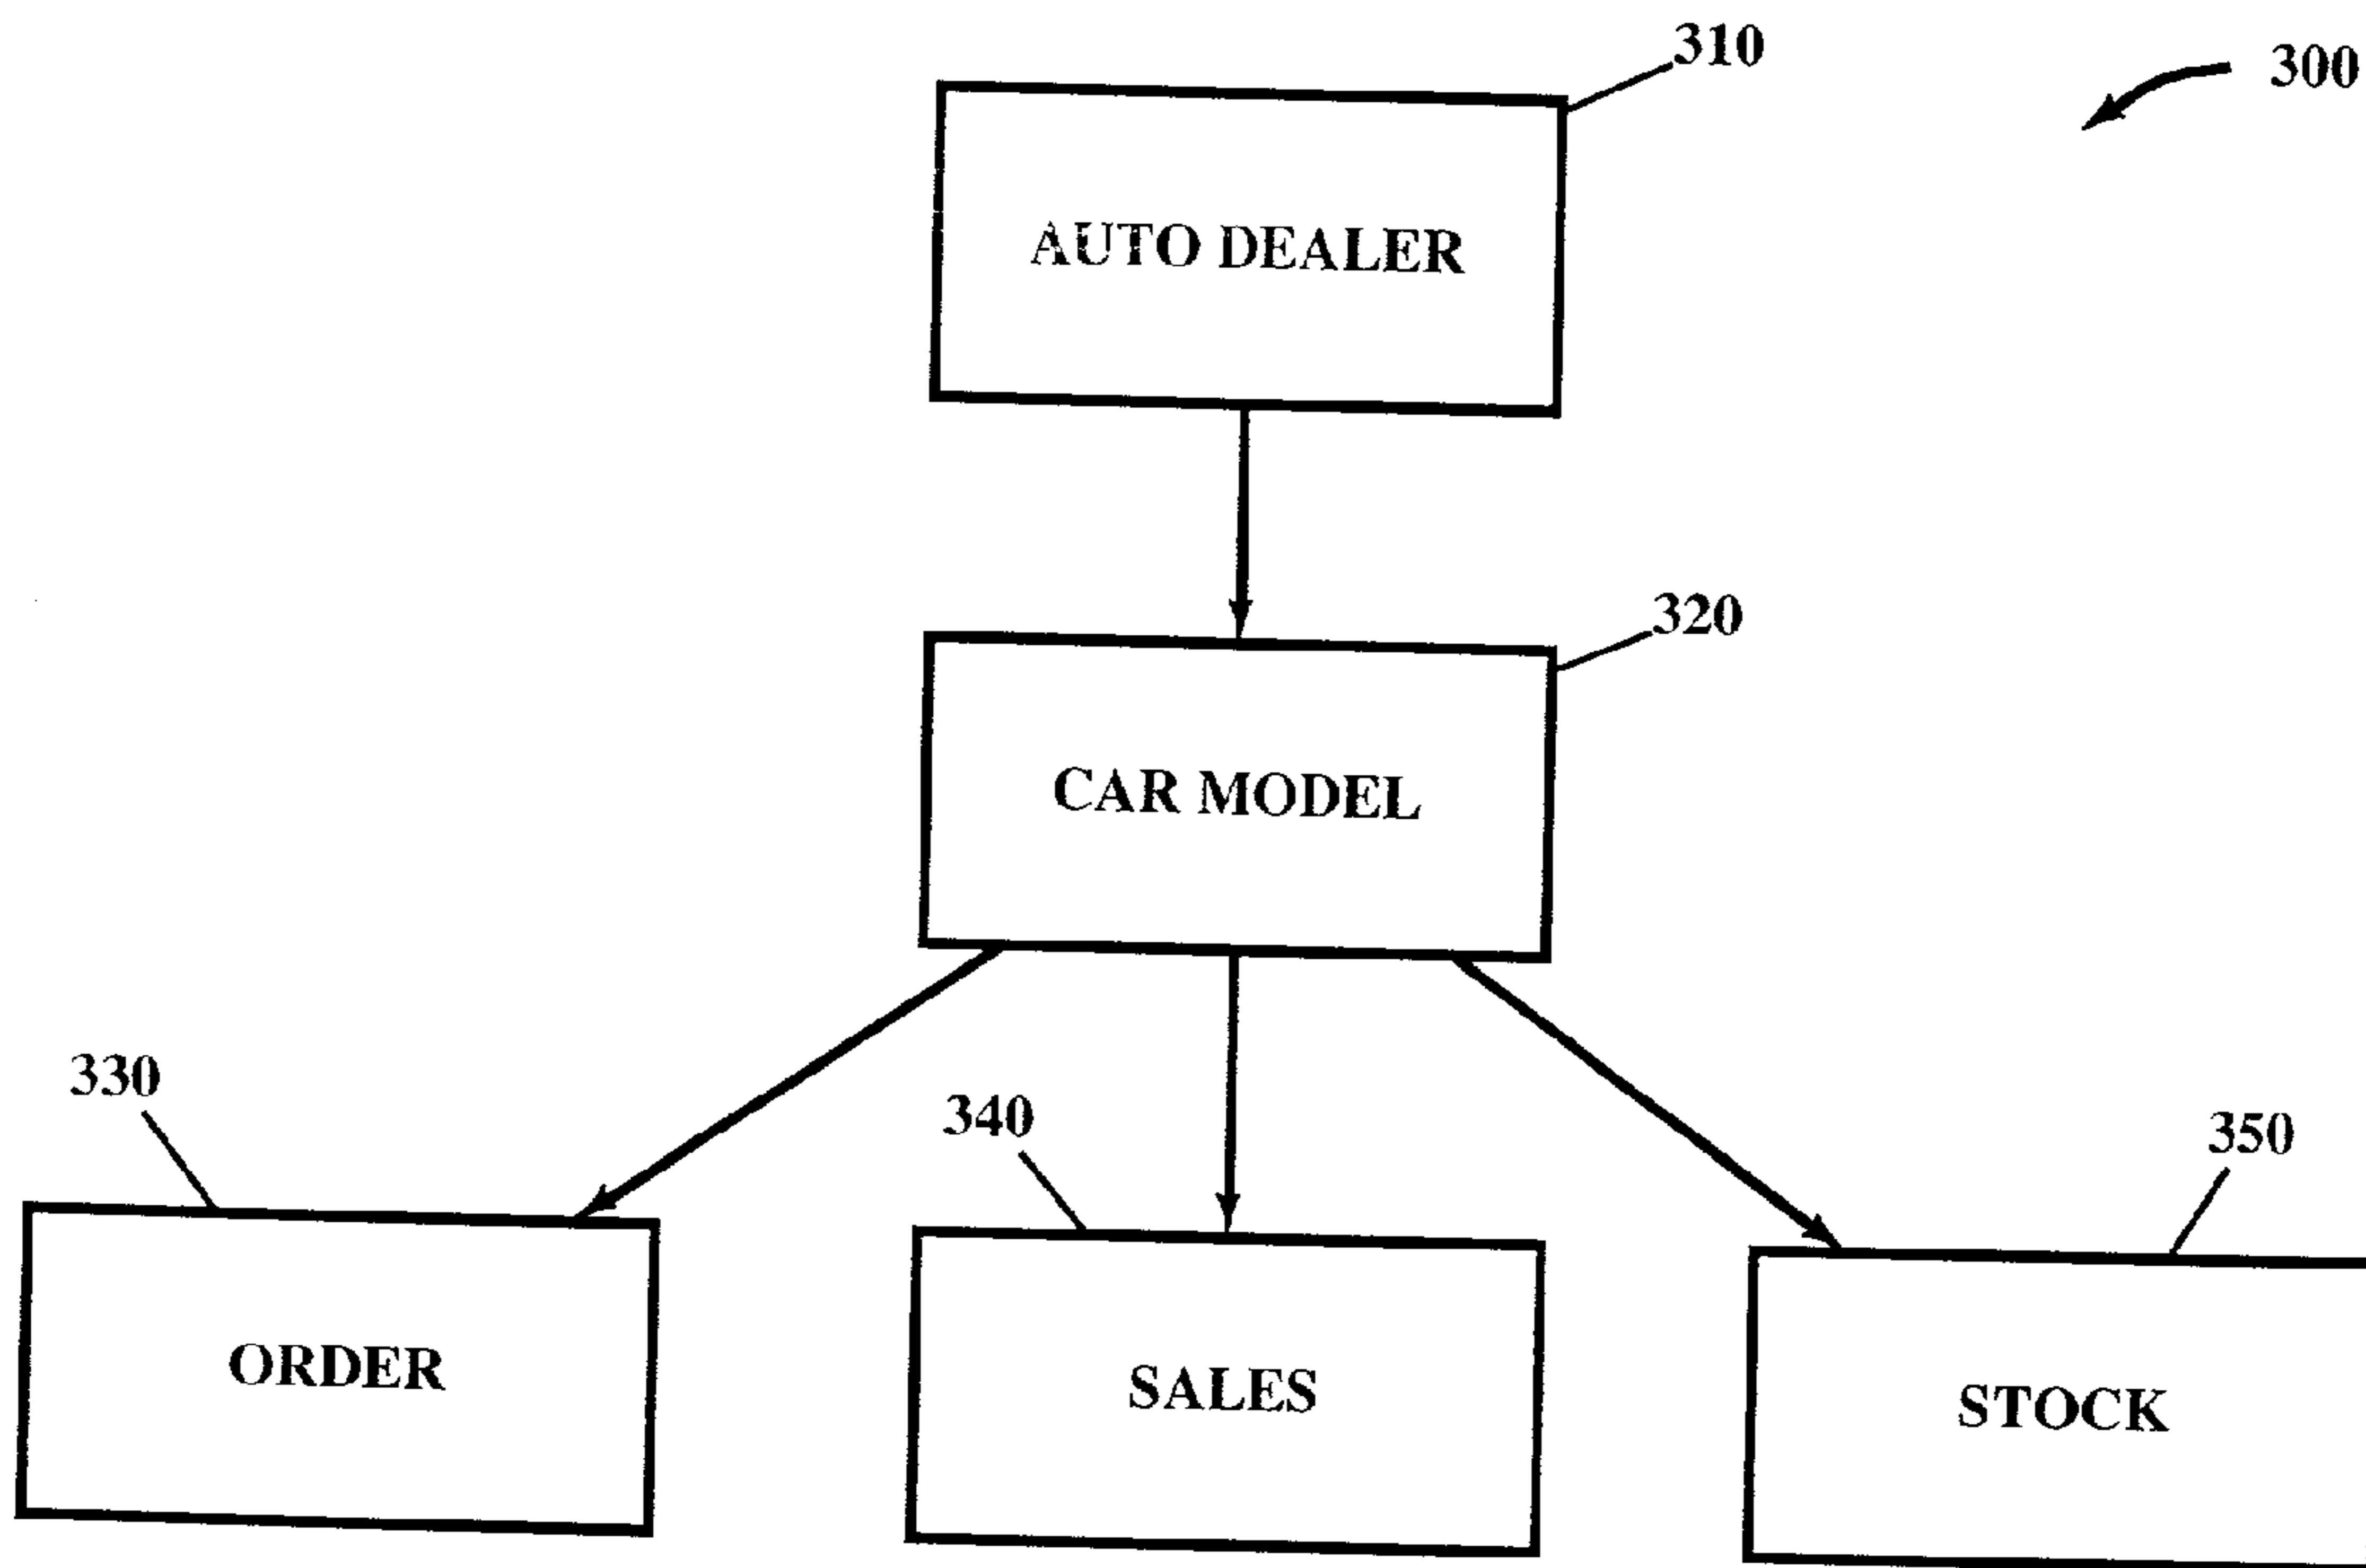 310
300
AUTO DEALER
320
CAR MODEL
330
340
350
ORDER
SALES
STOCK